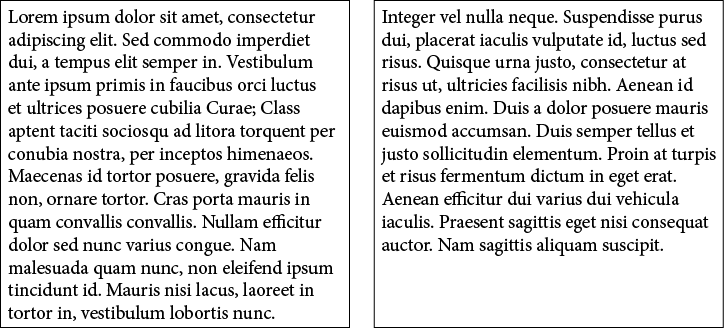 Lorem ipsum dolor sit amet, consectetur
adipiscing elit. Sed commodo imperdiet
dui, a tempus elit semper in. Vestibulum
ante ipsum primis in faucibus orci luctus
et ultrices posuere cubilia Curae; Class
aptent taciti sociosqu ad litora torquent per
conubia nostra, per inceptos himenaeos.
Maecenas id tortor posuere, gravida felis
non, ornare tortor. Cras porta mauris in
quam convallis convallis. Nullam efficitur
dolor sed nunc varius congue. Nam
malesuada quam nunc, non eleifend ipsum
tincidunt id. Mauris nisi lacus, laoreet in
tortor in, vestibulum lobortis nunc.
Integer vel nulla neque. Suspendisse purus
dui, placerat iaculis vulputate id, luctus sed
risus. Quisque urna justo, consectetur at
risus ut, ultricies facilisis nibh. Aenean id
dapibus enim. Duis a dolor posuere mauris
euismod accumsan. Duis semper tellus et
justo sollicitudin elementum. Proin at turpis
et risus fermentum dictum in eget erat.
Aenean efficitur dui varius dui vehicula
iaculis. Praesent sagittis eget nisi consequat
auctor. Nam sagittis aliquam suscipit.